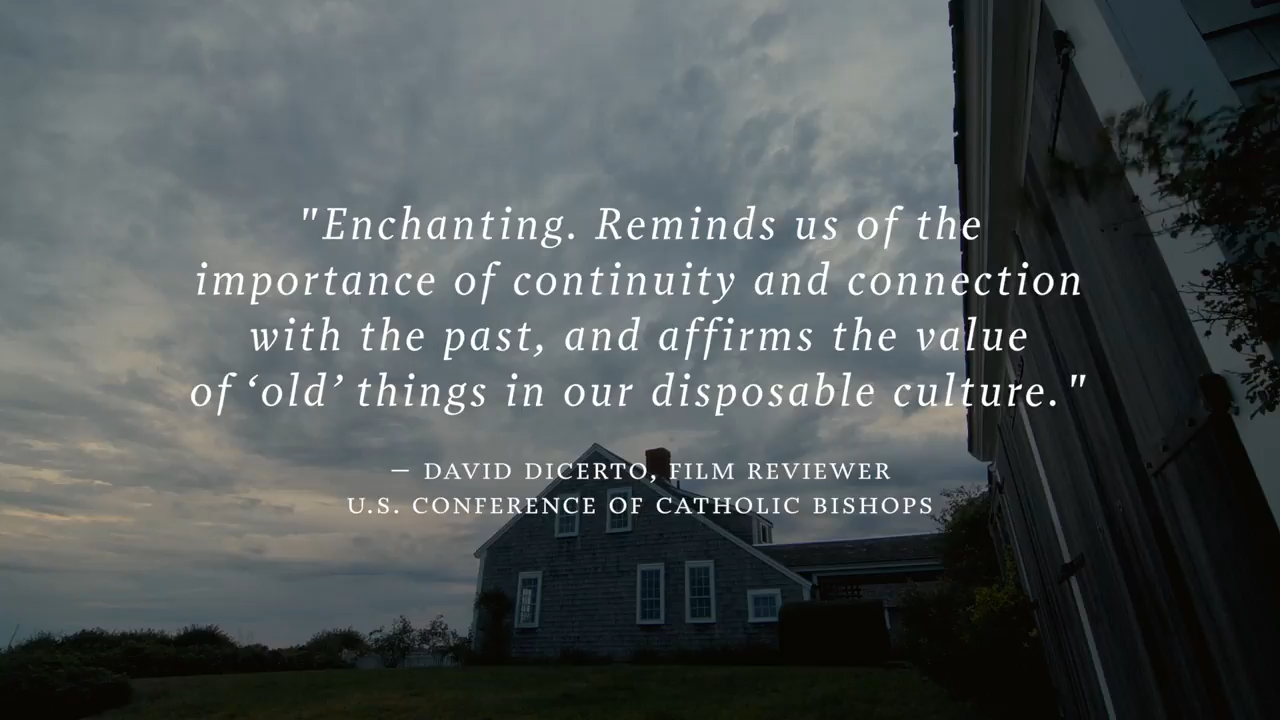 "Enchanting. Reminds us of the
importance of continuity and connection
with the past, and affirms the value
of ‘old’ things in our disposable culture."
– DAVID DICERTO, FILM REVIEWER
U.S. CONFERENCE OF CATHOLIC BISHOPS